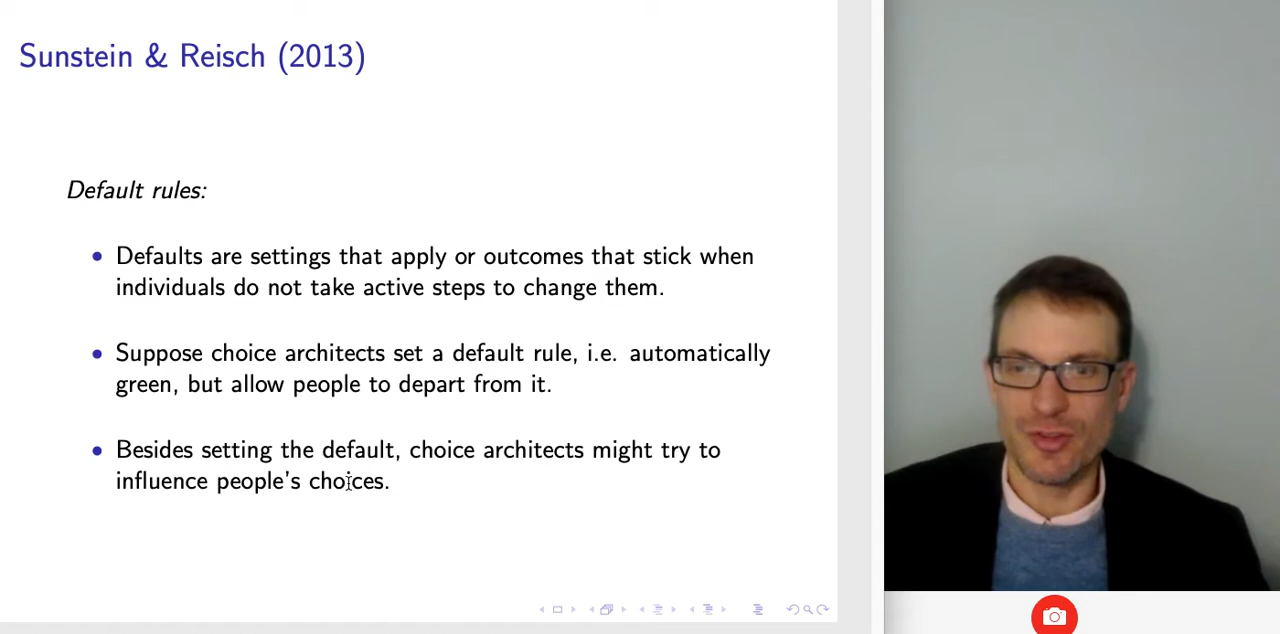 Sunstein & Reisch (2013)
Default rules:
• Defaults are settings that apply or outcomes that stick when
individuals do not take active steps to change them.
• Suppose choice architects set a default rule, i.e. automatically
green, but allow people to depart from it.
• Besides setting the default, choice architects might try to
influence people's choices.